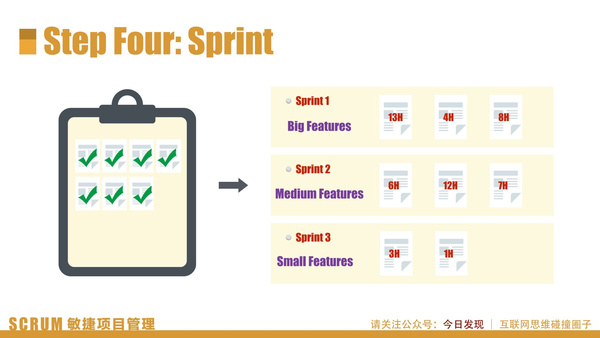 Step Four: Sprint
Sprint 1
Big Features
13H 4H 8H
Sprint 2
Medium Features
6H 12H 7H
Sprint 3
Small Features
3H 1H
SCRUM 敏捷项目管理
请关注公众号：今日发现 | 互联网思维碰撞圈子